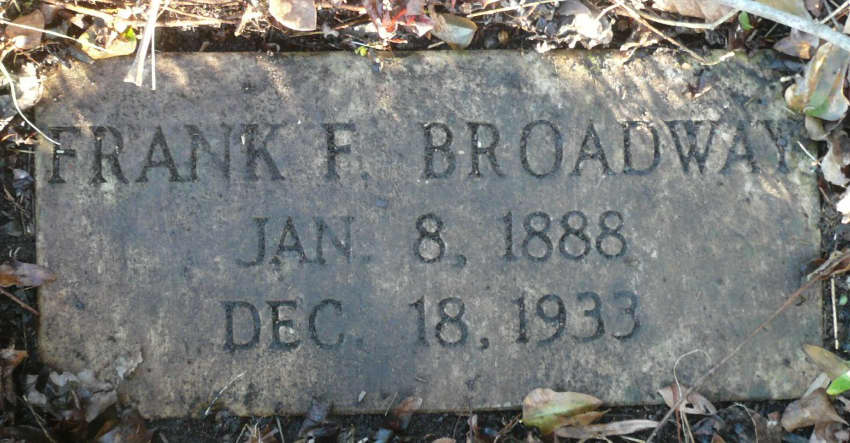 FRANK F. BROADWAY
JAN. 8, 1888
DEC. 18, 1933